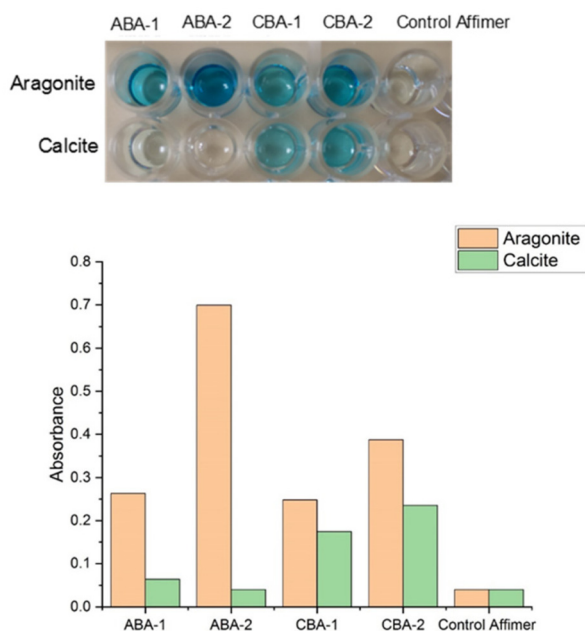 ABA-1 ABA-2 CBA-1 CBA-2 Control Affimer
Aragonite
Calcite
Aragonite
Calcite
Absorbance
0.8
0.7
0.6
0.5
0.4
0.3
0.2
0.1
0.0
ABA-1 ABA-2 CBA-1 CBA-2 Control Affimer